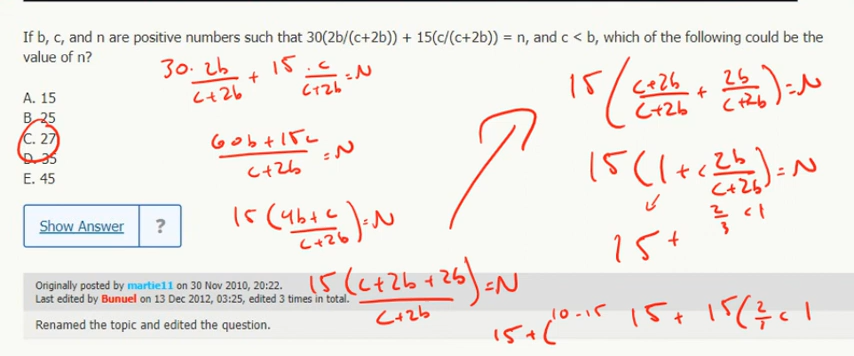 If b, c, and n are positive numbers such that 30(2b/(c+2b)) + 15(c/(c+2b)) = n, and c < b, which of the following could be the
value of n?
30. 2b/c+2b + 15 . c/c+2b = N
A. 15
B. 25
C. 27
D. 35
E. 45
60b+15c/c+2b = N
15(4b+c/c+2b) = N
15(c+2b+2b/c+2b) = N
15(c+2b/c+2b + 2b/c+2b) = N
15(1+<2b/c+2b) = N
2/3 <1
15+
15+(10-15
Show Answer
?
Originally posted by martie11 on 30 Nov 2010, 20:22.
Last edited by Bunuel on 13 Dec 2012, 03:25, edited 3 times in total.
Renamed the topic and edited the question.